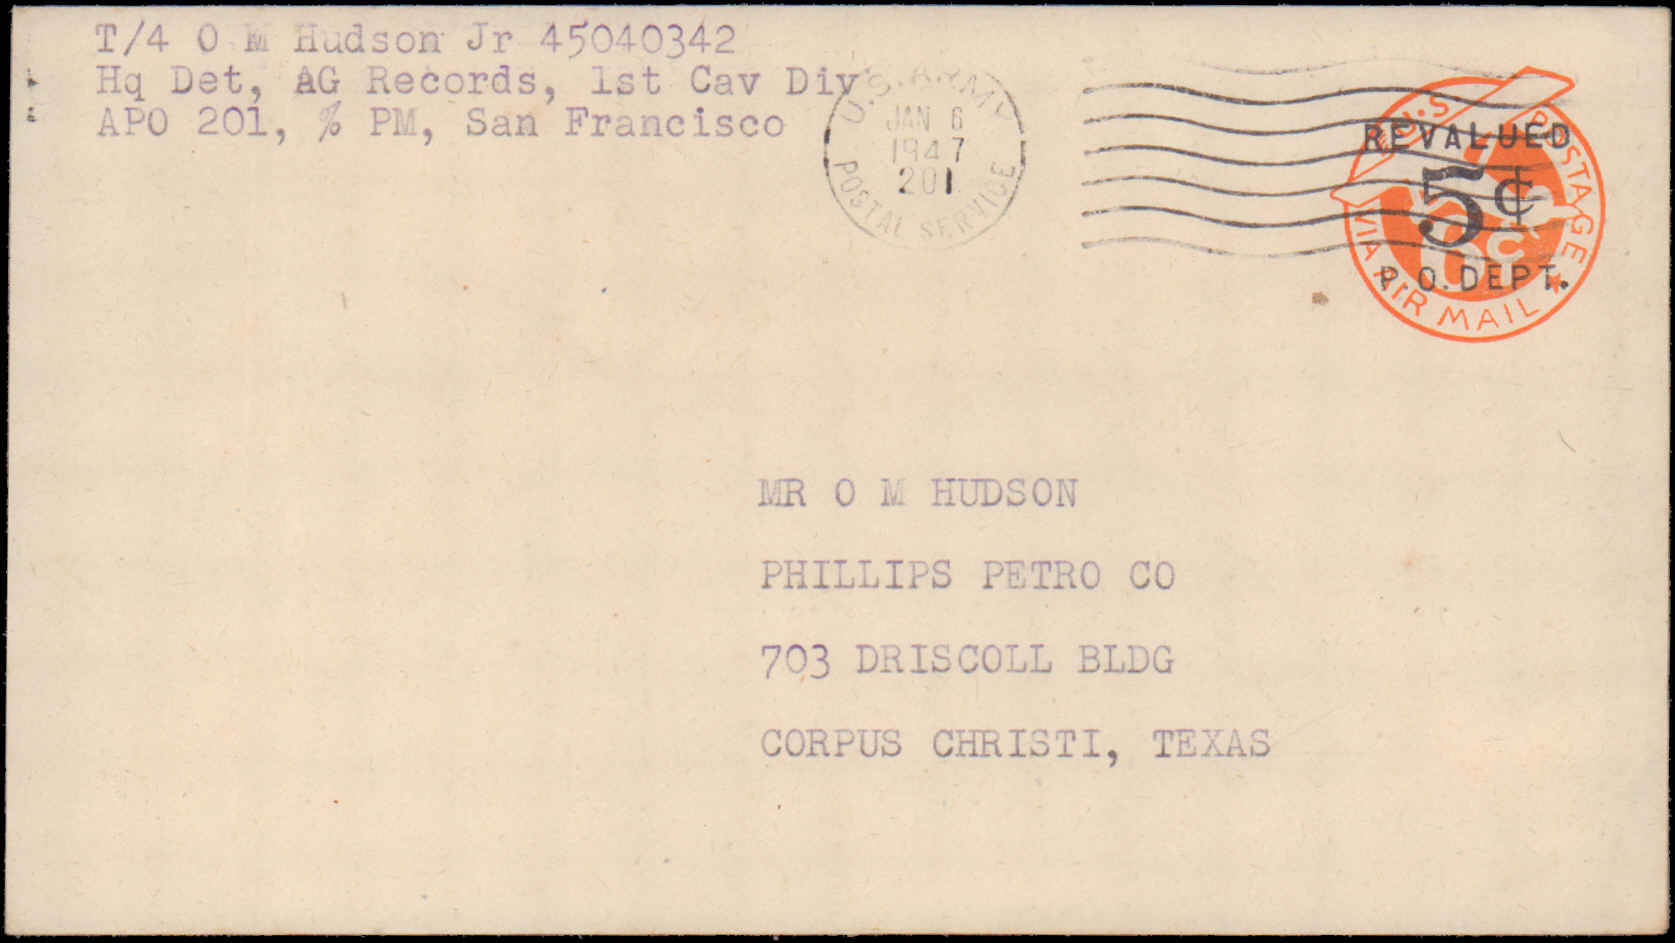 T/4 O M Hudson Jr 45040342
Hq Det, AG Records, 1st Cav Div
APO 201, % PM, San Francisco
U.S. ARMY
JAN 6
1947
201
POSTAL SERVICE
U.S. POSTAGE
REVALUED
5¢
6c
P.O. DEPT.
VIA AIR MAIL
MR O M HUDSON
PHILLIPS PETRO CO
703 DRISCOLL BLDG
CORPUS CHRISTI, TEXAS